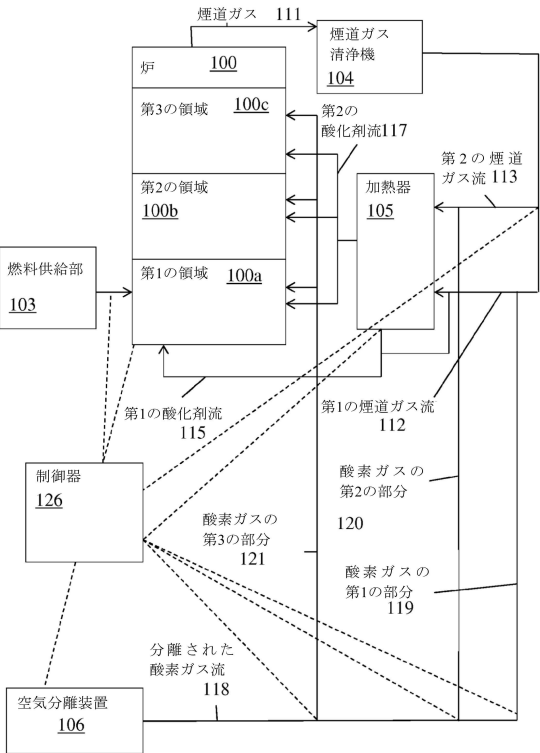 煙道ガス 111
煙道ガス
清浄機
104
炉 100
第3の領域 100c
第2の
酸化剤流117
第2の煙道
ガス流 113
第2の領域
100b
加熱器
105
燃料供給部
103
第1の領域 100a
第1の酸化剤流
115
第1の煙道ガス流
112
制御器
126
酸素ガスの
第2の部分
120
酸素ガスの
第3の部分
121
酸素ガスの
第1の部分
119
分離された
酸素ガス流
118
空気分離装置
106